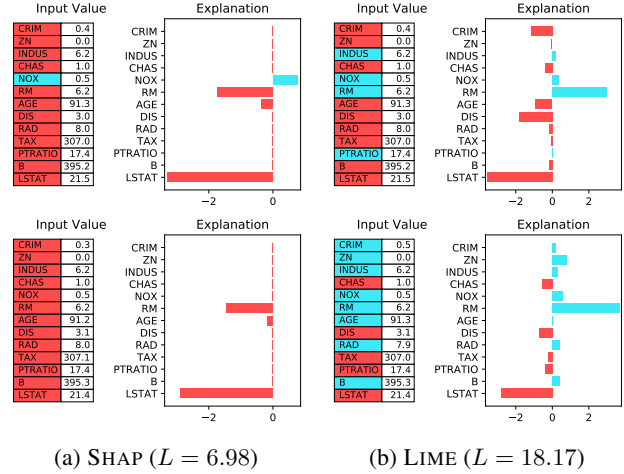 Input Value Explanation Input Value Explanation
CRIM 0.4 CRIM CRIM 0.4 CRIM
ZN 0.0 ZN ZN 0.0 ZN
INDUS 6.2 INDUS INDUS 6.2 INDUS
CHAS 1.0 CHAS CHAS 1.0 CHAS
NOX 0.5 NOX NOX 0.5 NOX
RM 6.2 RM RM 6.2 RM
AGE 91.3 AGE AGE 91.3 AGE
DIS 3.0 DIS DIS 3.0 DIS
RAD 8.0 RAD RAD 8.0 RAD
TAX 307.0 TAX TAX 307.0 TAX
PTRATIO 17.4 PTRATIO PTRATIO 17.4 PTRATIO
B 395.2 B B 395.2 B
LSTAT 21.5 LSTAT LSTAT 21.5 LSTAT
−2 0 −2 0 2
Input Value Explanation Input Value Explanation
CRIM 0.3 CRIM CRIM 0.5 CRIM
ZN 0.0 ZN ZN 0.0 ZN
INDUS 6.2 INDUS INDUS 6.2 INDUS
CHAS 1.0 CHAS CHAS 1.0 CHAS
NOX 0.5 NOX NOX 0.5 NOX
RM 6.2 RM RM 6.2 RM
AGE 91.2 AGE AGE 91.3 AGE
DIS 3.1 DIS DIS 3.1 DIS
RAD 8.0 RAD RAD 7.9 RAD
TAX 307.1 TAX TAX 307.0 TAX
PTRATIO 17.4 PTRATIO PTRATIO 17.4 PTRATIO
B 395.3 B B 395.3 B
LSTAT 21.4 LSTAT LSTAT 21.4 LSTAT
−2 0 −2 0 2
(a) SHAP (L = 6.98) (b) LIME (L = 18.17)